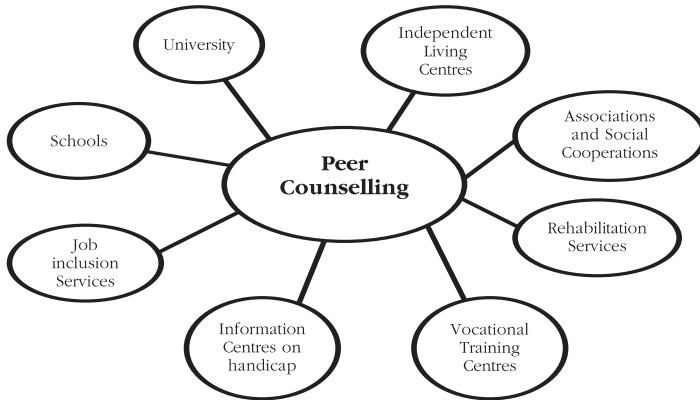 University
Independent
Living
Centres
Schools
Associations
and Social
Cooperations
Peer
Counselling
Job
inclusion
Services
Rehabilitation
Services
Information
Centres on
handicap
Vocational
Training
Centres